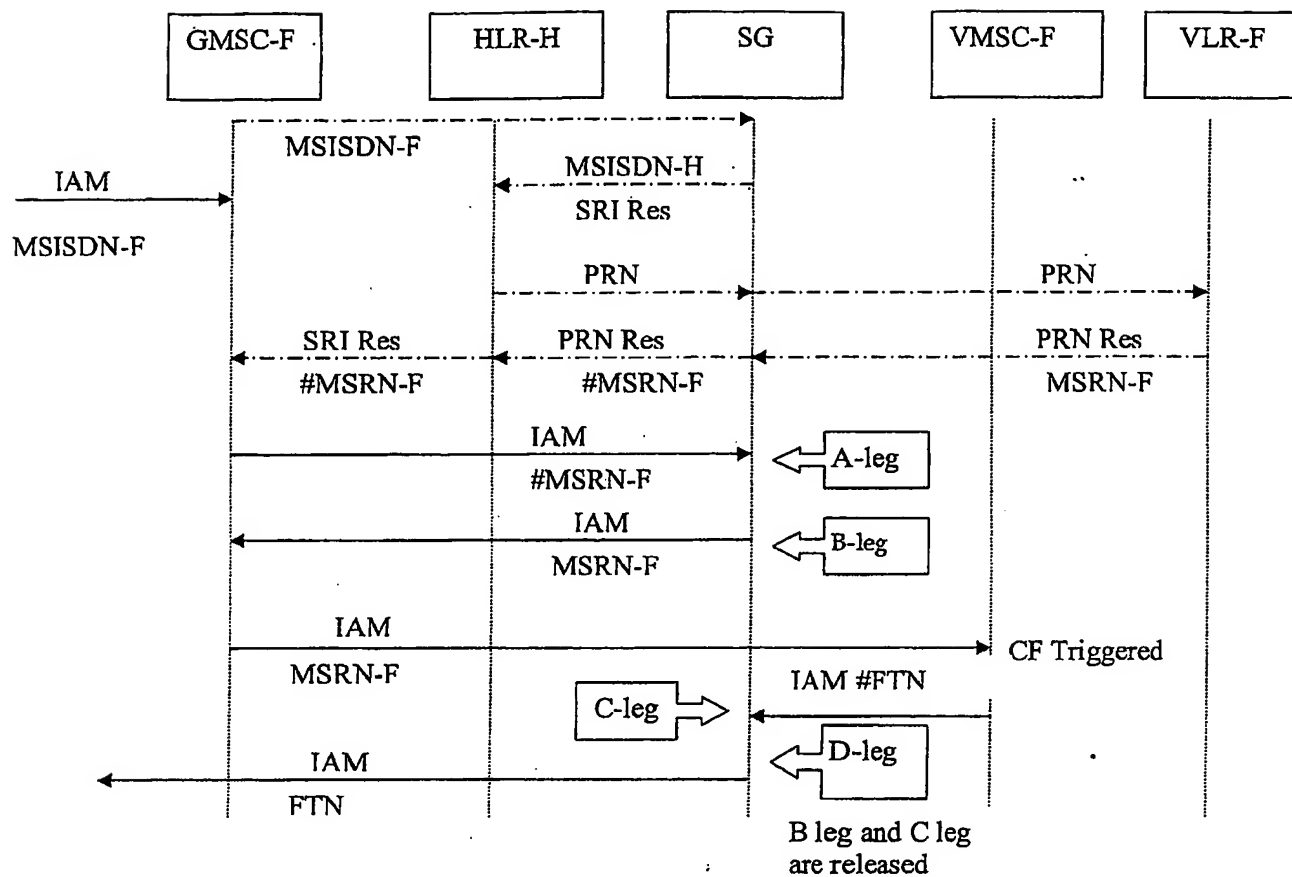 GMSC-F
HLR-H
SG
VMSC-F
VLR-F
MSISDN-F
MSISDN-H
IAM
SRI Res
MSISDN-F
PRN
PRN
SRI Res
PRN Res
PRN Res
#MSRN-F
#MSRN-F
MSRN-F
IAM
A-leg
#MSRN-F
IAM
B-leg
MSRN-F
IAM
CF Triggered
MSRN-F
IAM #FTN
C-leg
D-leg
IAM
FTN
B leg and C leg
are released